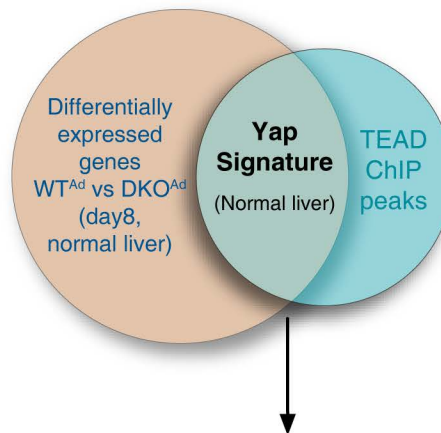 Differentially
expressed
genes
WT^Ad vs DKO^Ad
(day8,
normal liver)
Yap
Signature
(Normal liver)
TEAD
ChIP
peaks